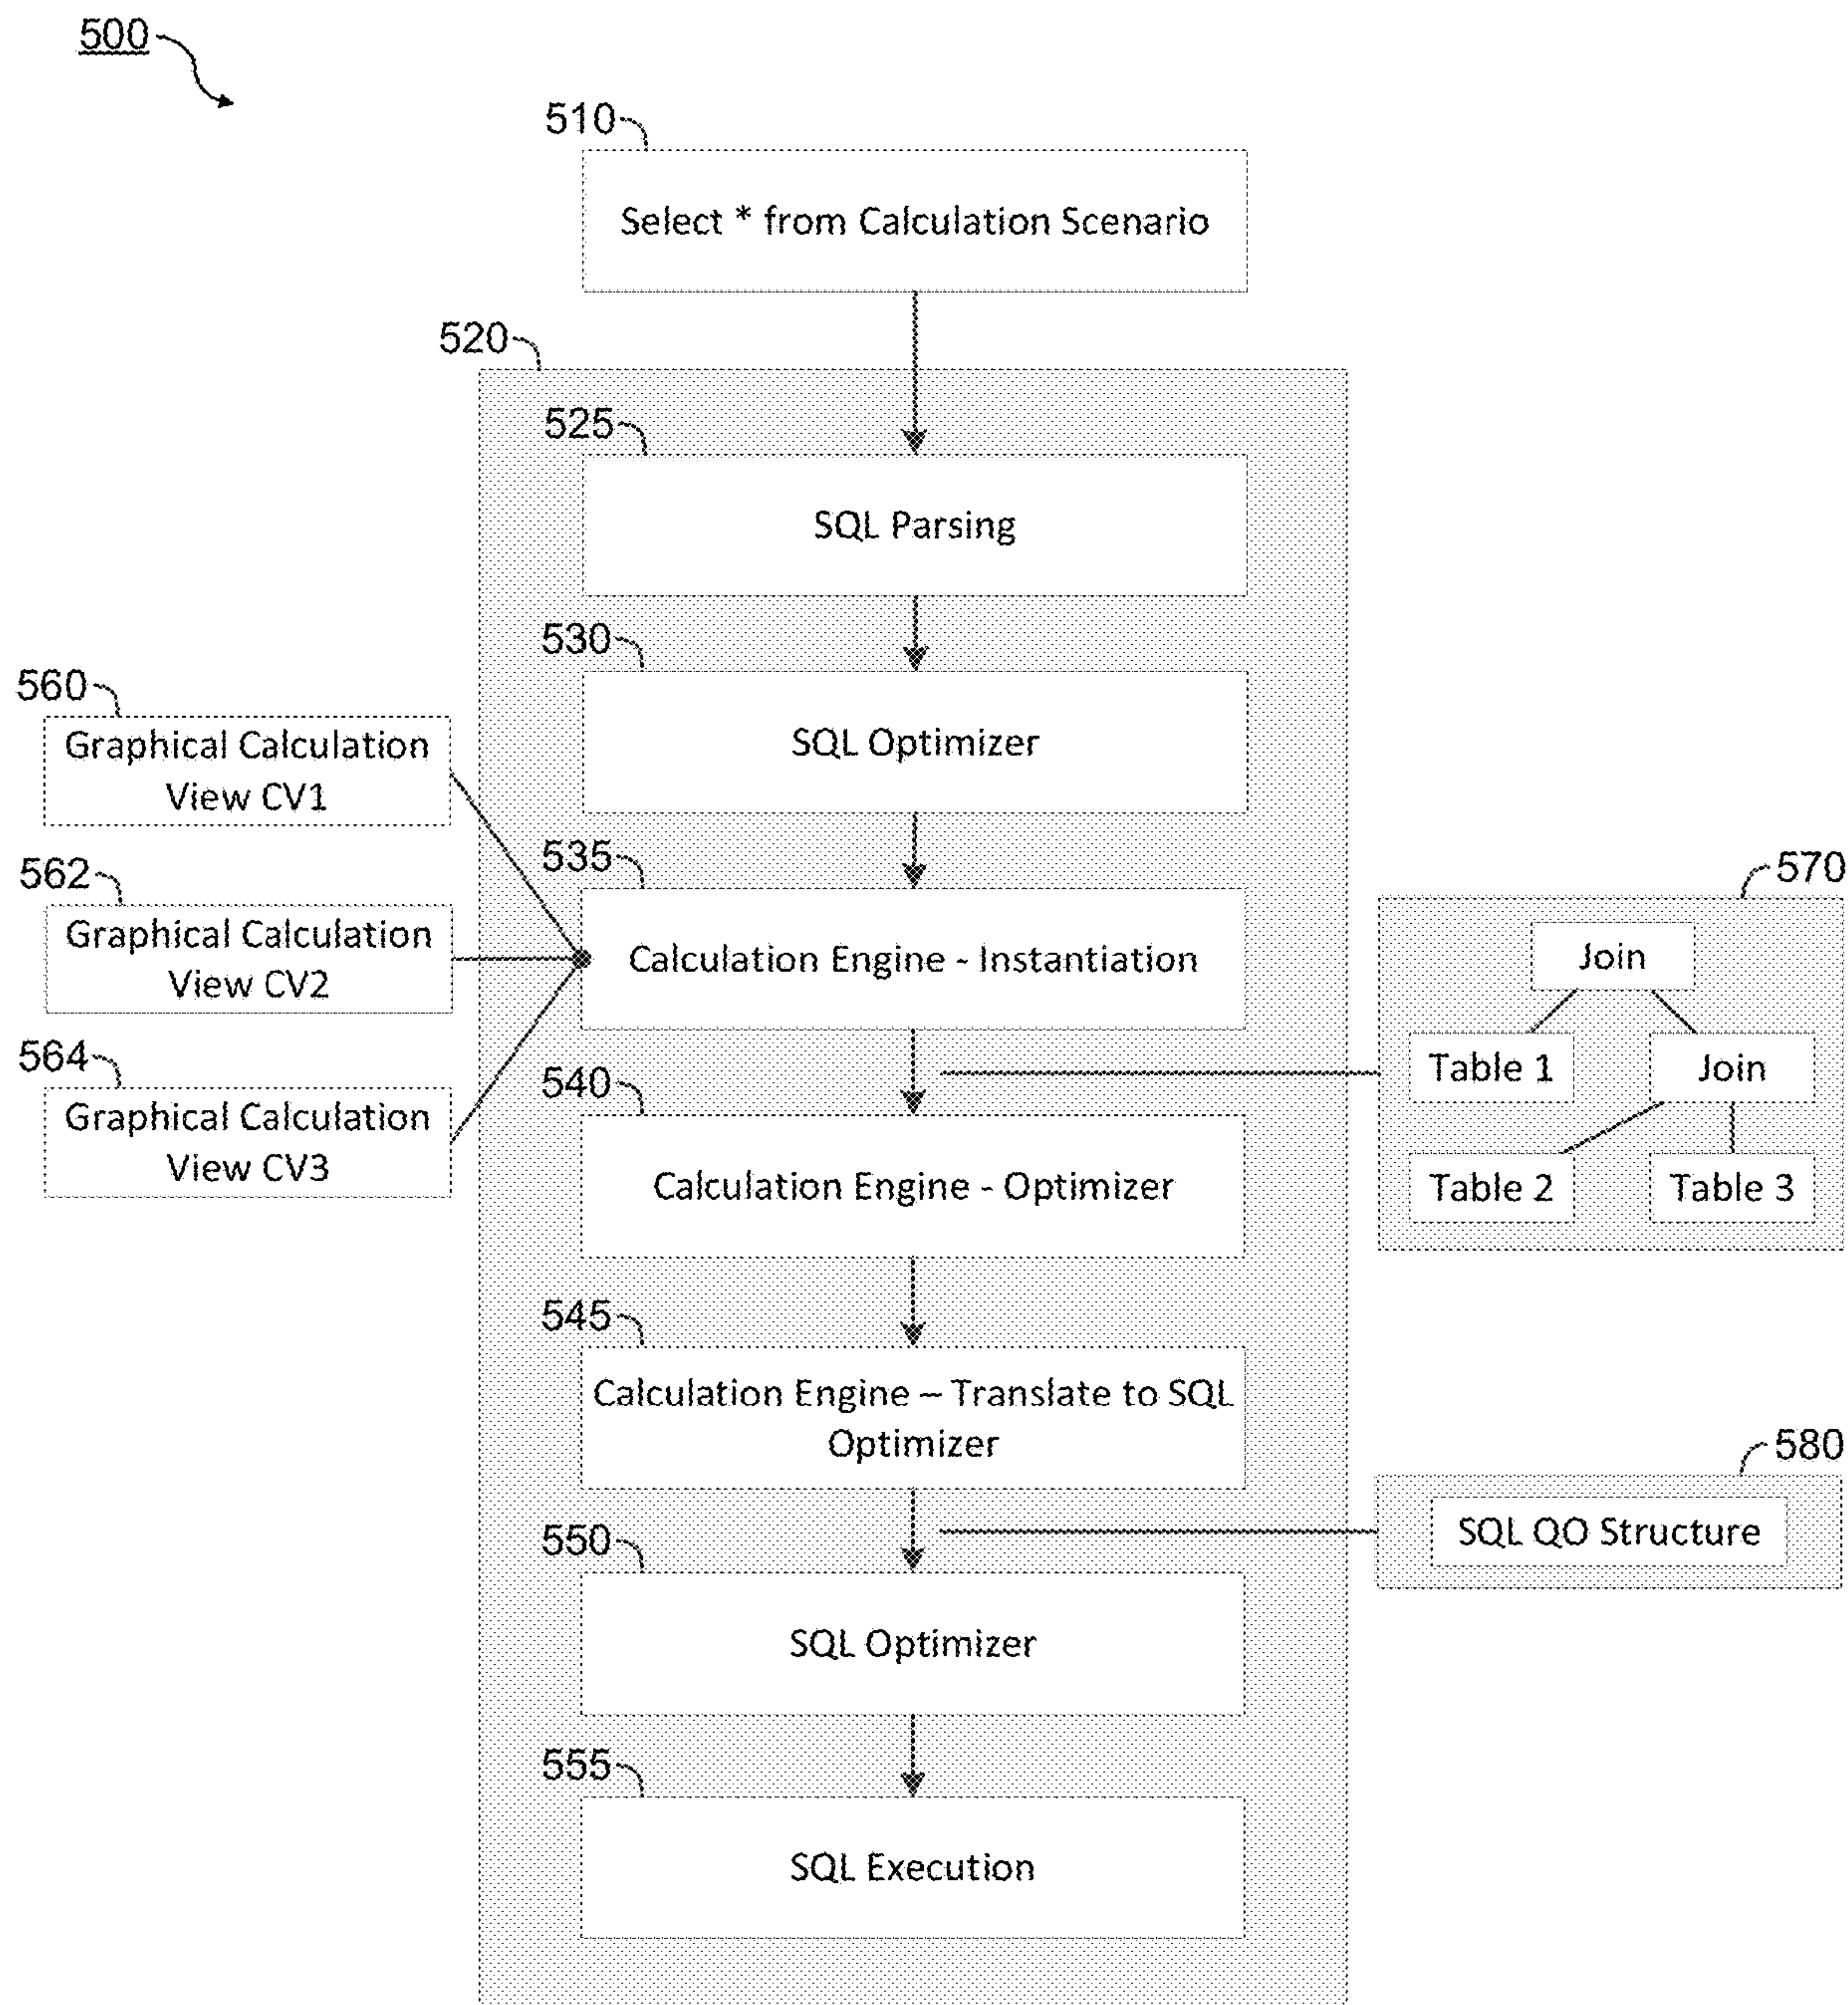 500
510
Select * from Calculation Scenario
520
525
SQL Parsing
530
SQL Optimizer
560
Graphical Calculation
View CV1
535
Calculation Engine - Instantiation
562
Graphical Calculation
View CV2
564
Graphical Calculation
View CV3
570
Join
Table 1
Join
Table 2
Table 3
540
Calculation Engine - Optimizer
545
Calculation Engine – Translate to SQL
Optimizer
580
SQL QO Structure
550
SQL Optimizer
555
SQL Execution